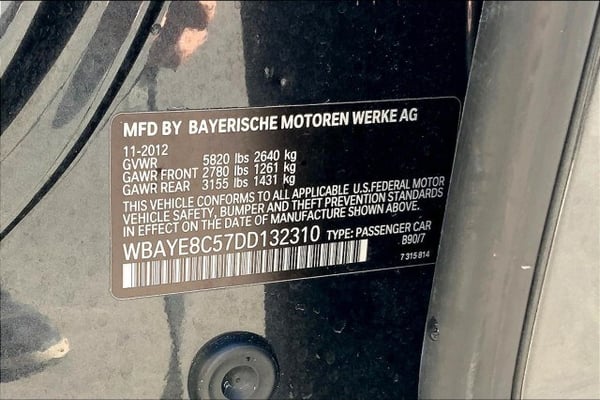 MFD BY BAYERISCHE MOTOREN WERKE AG
11-2012
GVWR 5820 lbs 2640 kg
GAWR FRONT 2780 lbs 1261 kg
GAWR REAR 3155 lbs 1431 kg
THIS VEHICLE CONFORMS TO ALL APPLICABLE U.S.FEDERAL MOTOR
VEHICLE SAFETY, BUMPER AND THEFT PREVENTION STANDARDS
IN EFFECT ON THE DATE OF MANUFACTURE SHOWN ABOVE.
WBAYE8C57DD132310 TYPE: PASSENGER CAR
B90/7
7 315 814